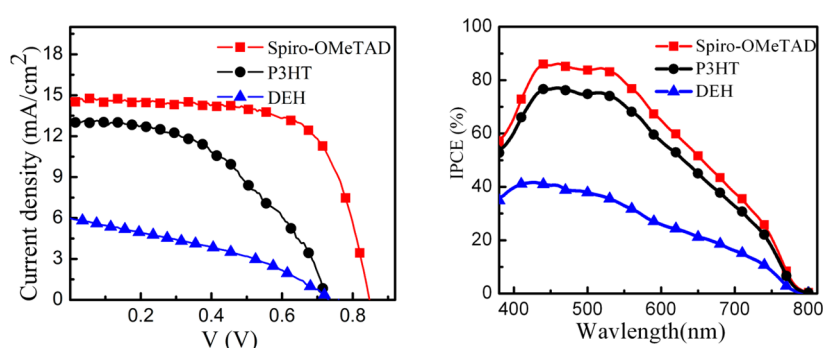 18
15
12
9
6
3
0
Current density (mA/cm²)
Spiro-OMeTAD
P3HT
DEH
0.2 0.4 0.6 0.8
V (V)
100
80
60
40
20
0
IPCE (%)
Spiro-OMeTAD
P3HT
DEH
400 500 600 700 800
Wavlength(nm)